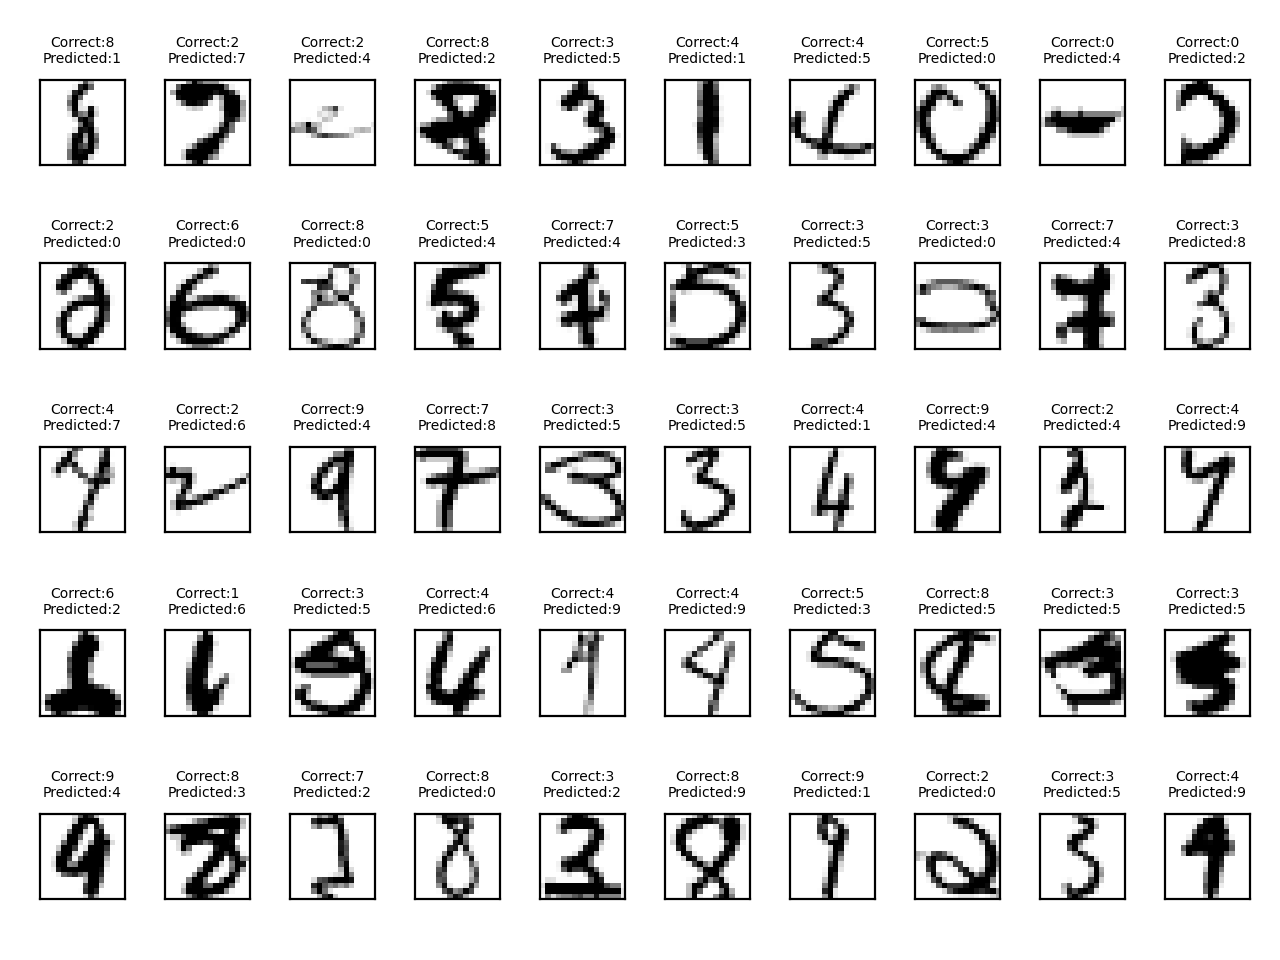 Correct:8 Correct:2 Correct:2 Correct:8 Correct:3 Correct:4 Correct:4 Correct:5 Correct:0 Correct:0
Predicted:1 Predicted:7 Predicted:4 Predicted:2 Predicted:5 Predicted:1 Predicted:5 Predicted:0 Predicted:4 Predicted:2
Correct:2 Correct:6 Correct:8 Correct:5 Correct:7 Correct:5 Correct:3 Correct:3 Correct:7 Correct:3
Predicted:0 Predicted:0 Predicted:0 Predicted:4 Predicted:4 Predicted:3 Predicted:5 Predicted:0 Predicted:4 Predicted:8
Correct:4 Correct:2 Correct:9 Correct:7 Correct:3 Correct:3 Correct:4 Correct:9 Correct:2 Correct:4
Predicted:7 Predicted:6 Predicted:4 Predicted:8 Predicted:5 Predicted:5 Predicted:1 Predicted:4 Predicted:4 Predicted:9
Correct:6 Correct:1 Correct:3 Correct:4 Correct:4 Correct:4 Correct:5 Correct:8 Correct:3 Correct:3
Predicted:2 Predicted:6 Predicted:5 Predicted:6 Predicted:9 Predicted:9 Predicted:3 Predicted:5 Predicted:5 Predicted:5
Correct:9 Correct:8 Correct:7 Correct:8 Correct:3 Correct:8 Correct:9 Correct:2 Correct:3 Correct:4
Predicted:4 Predicted:3 Predicted:2 Predicted:0 Predicted:2 Predicted:9 Predicted:1 Predicted:0 Predicted:5 Predicted:9